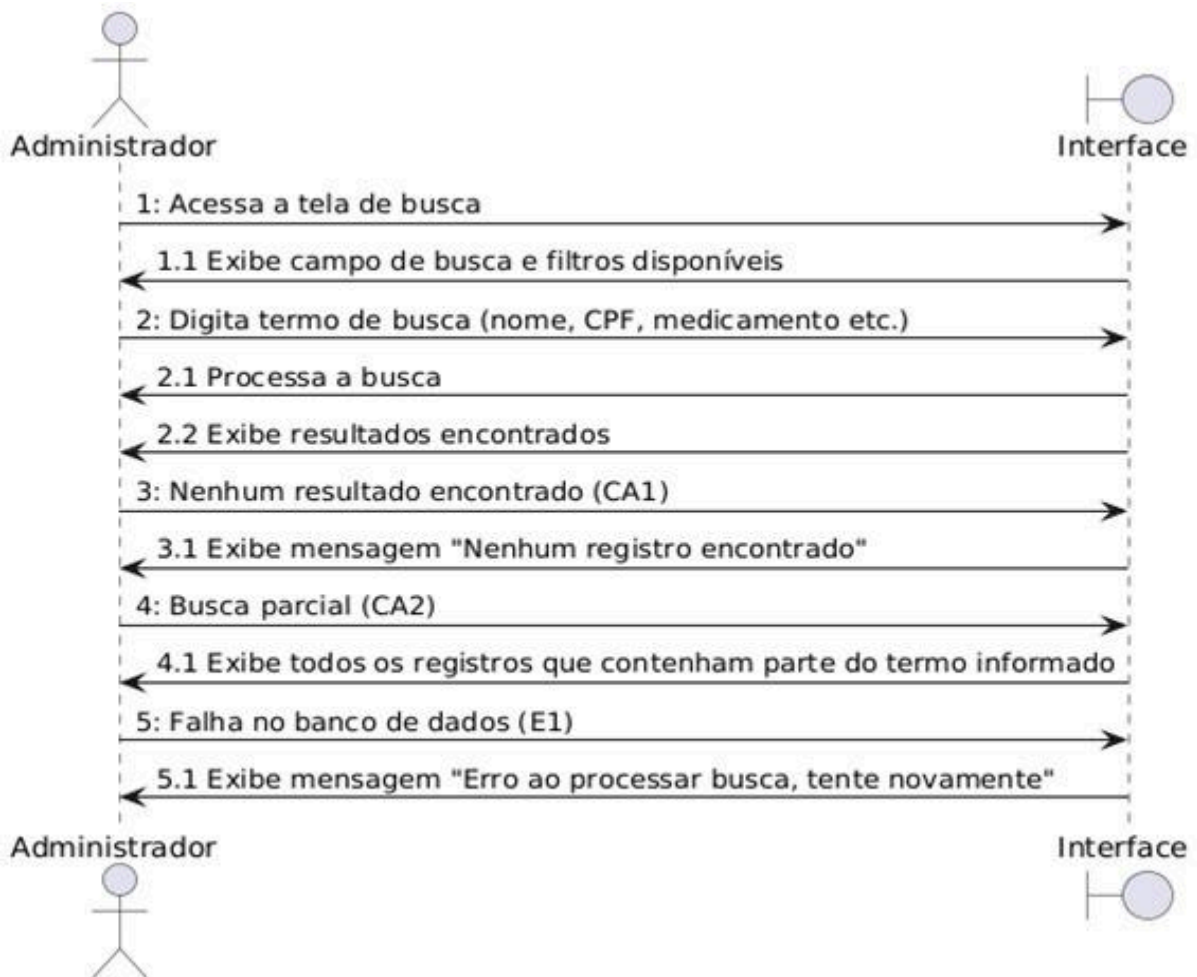 Administrador
Interface
1: Acessa a tela de busca
1.1 Exibe campo de busca e filtros disponíveis
2: Digita termo de busca (nome, CPF, medicamento etc.)
2.1 Processa a busca
2.2 Exibe resultados encontrados
3: Nenhum resultado encontrado (CA1)
3.1 Exibe mensagem "Nenhum registro encontrado"
4: Busca parcial (CA2)
4.1 Exibe todos os registros que contenham parte do termo informado
5: Falha no banco de dados (E1)
5.1 Exibe mensagem "Erro ao processar busca, tente novamente"
Administrador
Interface